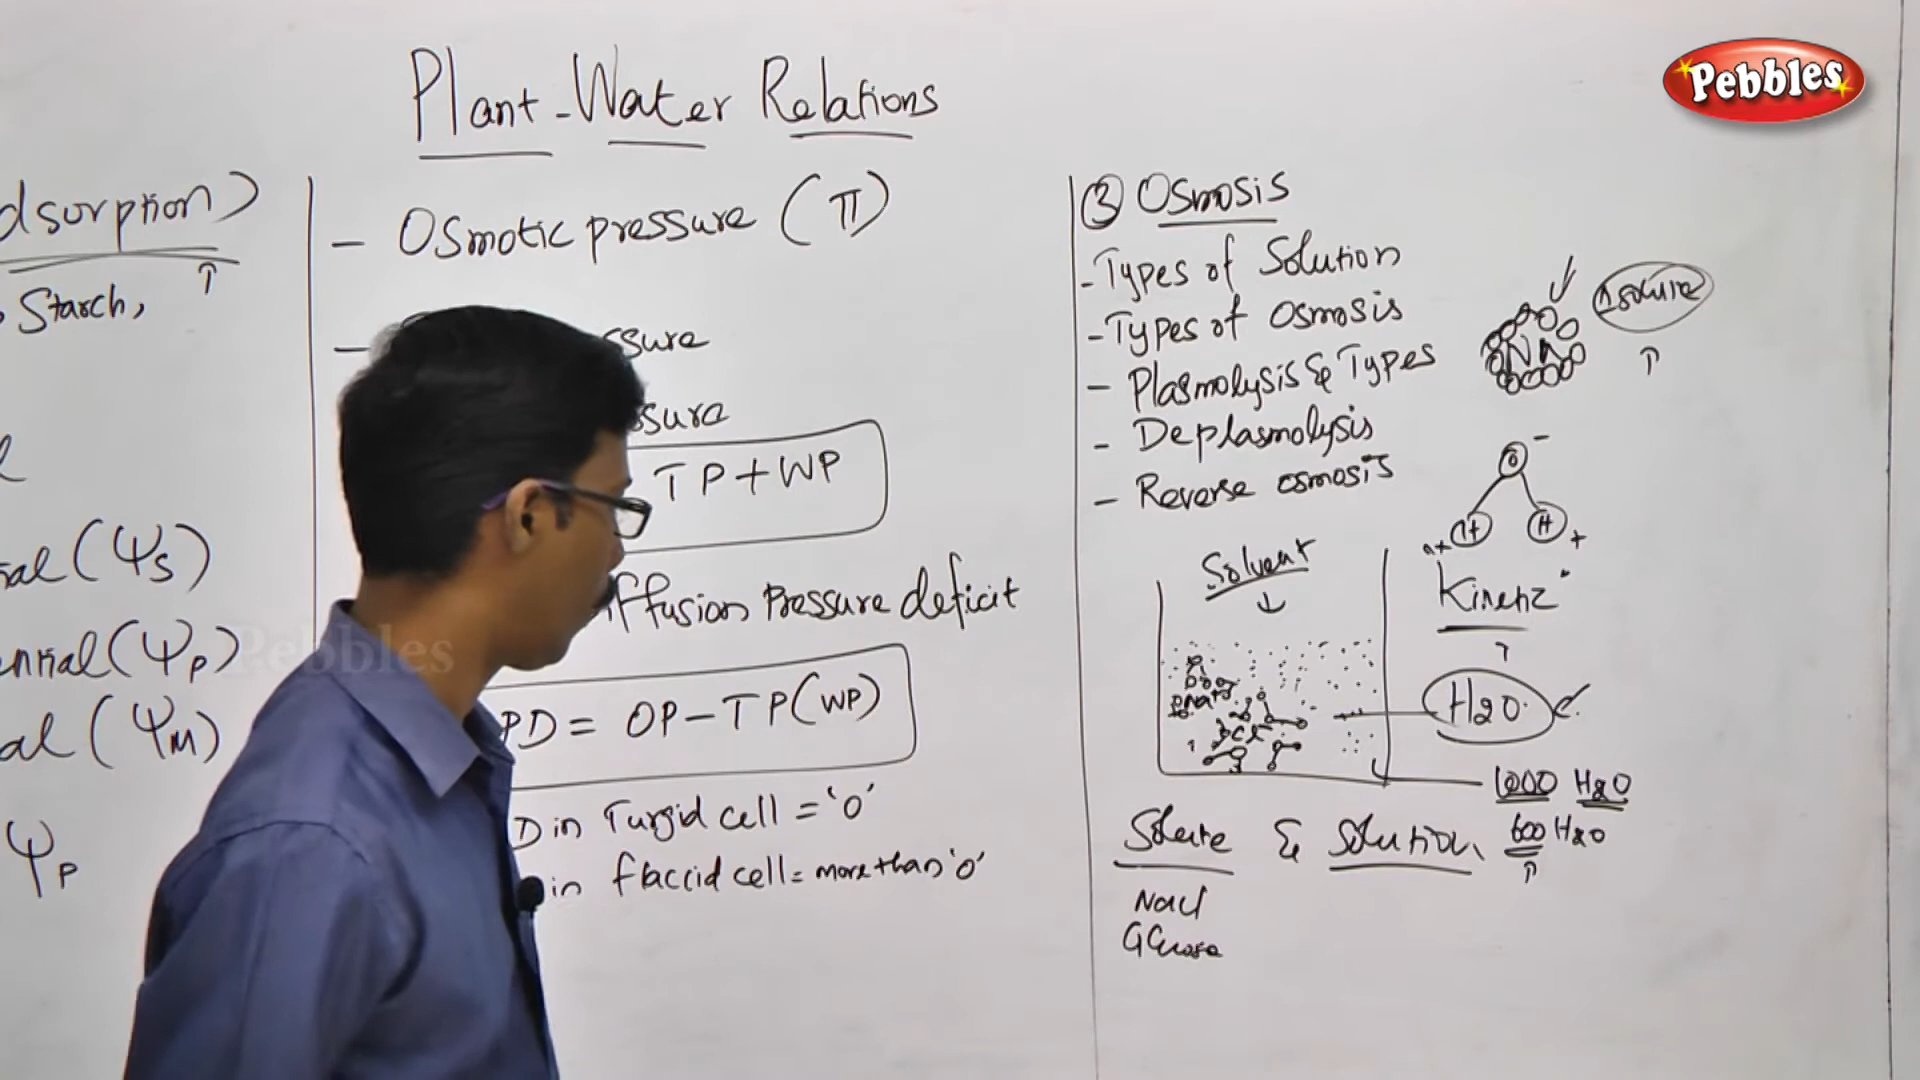 Pebbles
Plant-Water Relations
dsorption)
Starch,
al (ΨS)
ential (ΨP)
al (ΨM)
ΨP
- Osmotic pressure (π)
ssure
ssure
TP+WP
iffusion Pressure deficit
PD = OP-TP(WP)
D in Turgid cell = '0'
in flaccid cell = more than '0'
Pebbles
③ Osmosis
- Types of Solution
- Types of Osmosis
- Plasmolysis & Types
- Deplasmolysis
- Reverse osmosis
↑solute
O -
H H +
Solvent
H2O
1000 H2O
Solute & Solution
600 H2O
NaCl
Glucose